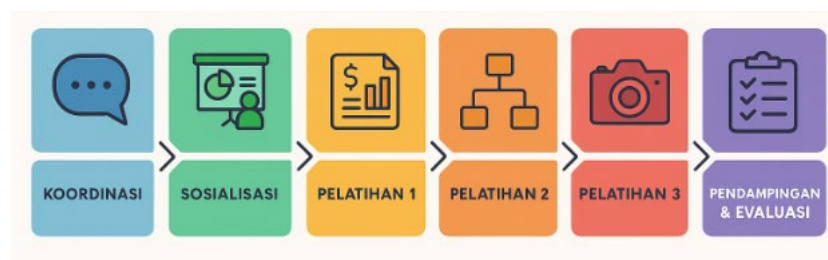 KOORDINASI
SOSIALISASI
PELATIHAN 1
PELATIHAN 2
PELATIHAN 3
PENDAMPINGAN
& EVALUASI